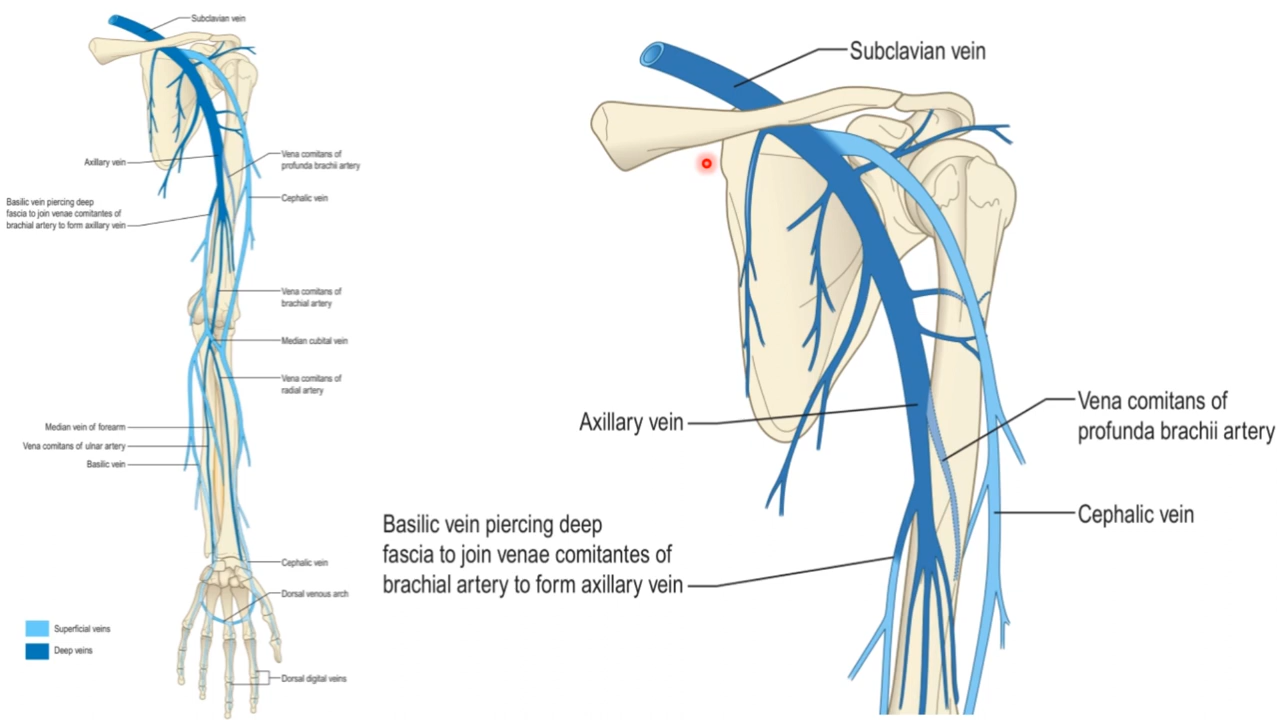 Subclavian vein
Axillary vein
Vena comitans of
profunda brachii artery
Cephalic vein
Basilic vein piercing deep
fascia to join venae comitantes of
brachial artery to form axillary vein
Vena comitans of
brachial artery
Median cubital vein
Vena comitans of
radial artery
Median vein of forearm
Vena comitans of ulnar artery
Basilic vein
Cephalic vein
Dorsal venous arch
Superficial veins
Deep veins
Dorsal digital veins
Subclavian vein
Axillary vein
Vena comitans of
profunda brachii artery
Basilic vein piercing deep
fascia to join venae comitantes of
brachial artery to form axillary vein
Cephalic vein